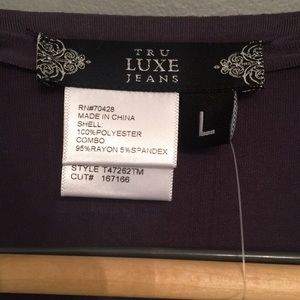 TRU
LUXE
JEANS
L
RN#70428
MADE IN CHINA
SHELL:
100%POLYESTER
COMBO:
95%RAYON 5%SPANDEX
STYLE T47262TM
CUT# 167166